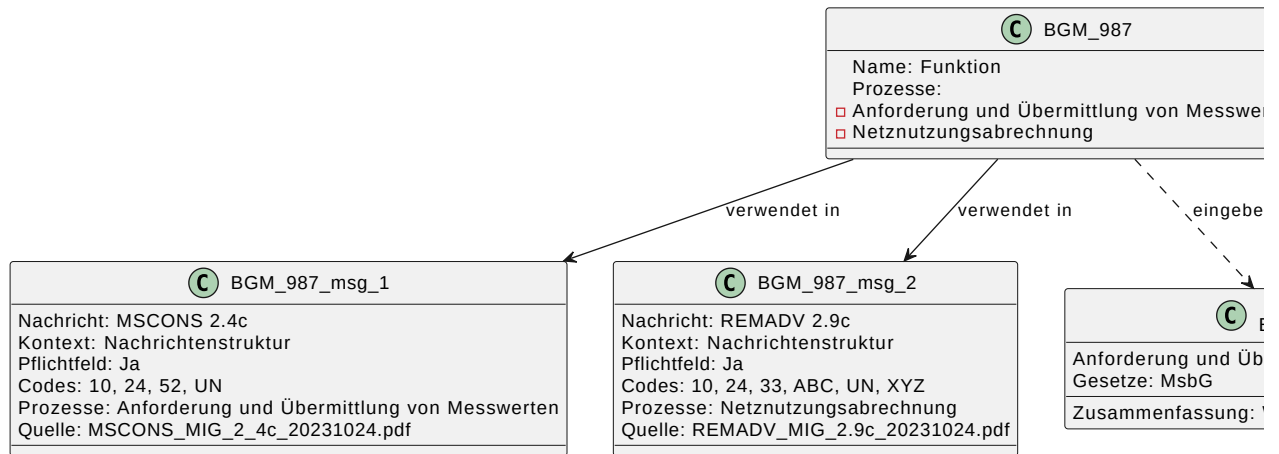 C BGM_987
Name: Funktion
Prozesse:
Anforderung und Übermittlung von
Netznutzungsabrechnung
verwendet in
verwendet in
C BGM_987_msg_1
Nachricht: MSCONS 2.4c
Kontext: Nachrichtenstruktur
Pflichtfeld: Ja
Codes: 10, 24, 52, UN
Prozesse: Anforderung und Übermittlung von Messwerten
Quelle: MSCONS_MIG_2_4c_20231024.pdf
C BGM_987_msg_2
Nachricht: REMADV 2.9c
Kontext: Nachrichtenstruktur
Pflichtfeld: Ja
Codes: 10, 24, 33, ABC, UN, XYZ
Prozesse: Netznutzungsabrechnung
Quelle: REMADV_MIG_2.9c_20231024.pdf
C
Anforderung und
Gesetze: MsbG
Zusammenfassung: